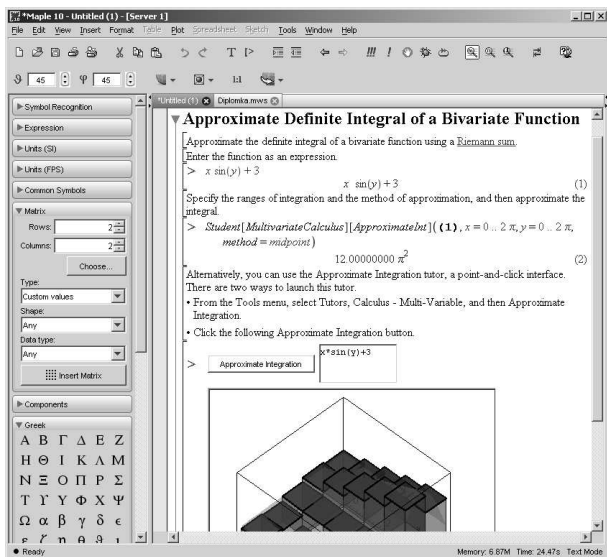 *Maple 10 - Untitled (1) - [Server 1]
File Edit View Insert Format Table Plot Spreadsheet Sketch Tools Window Help
T
ϑ 45 φ 45 1:1
*Untitled (1) Diplomka.mws
Symbol Recognition
Expression
Units (SI)
Units (FPS)
Common Symbols
Matrix
Rows: 2
Columns: 2
Choose...
Type:
Custom values
Shape:
Any
Data type:
Any
Insert Matrix
Components
Greek
Α Β Γ Δ Ε Ζ
Η Θ Ι Κ Λ Μ
Ν Ξ Ο Π Ρ Σ
Τ Υ ϒ Φ Χ Ψ
Ω α β γ δ ϵ
ε ζ η θ ϑ ι
Approximate Definite Integral of a Bivariate Function
Approximate the definite integral of a bivariate function using a Riemann sum.
Enter the function as an expression.
> x sin(y) + 3
x sin(y) + 3 (1)
Specify the ranges of integration and the method of approximation, and then approximate the
integral.
> Student[MultivariateCalculus][ApproximateInt]((1), x = 0 .. 2 π, y = 0 .. 2 π,
method = midpoint)
12.00000000 π² (2)
Alternatively, you can use the Approximate Integration tutor, a point-and-click interface.
There are two ways to launch this tutor.
• From the Tools menu, select Tutors, Calculus - Multi-Variable, and then Approximate
Integration.
• Click the following Approximate Integration button.
> Approximate Integration x*sin(y)+3
Ready Memory: 6.87M Time: 24.47s Text Mode